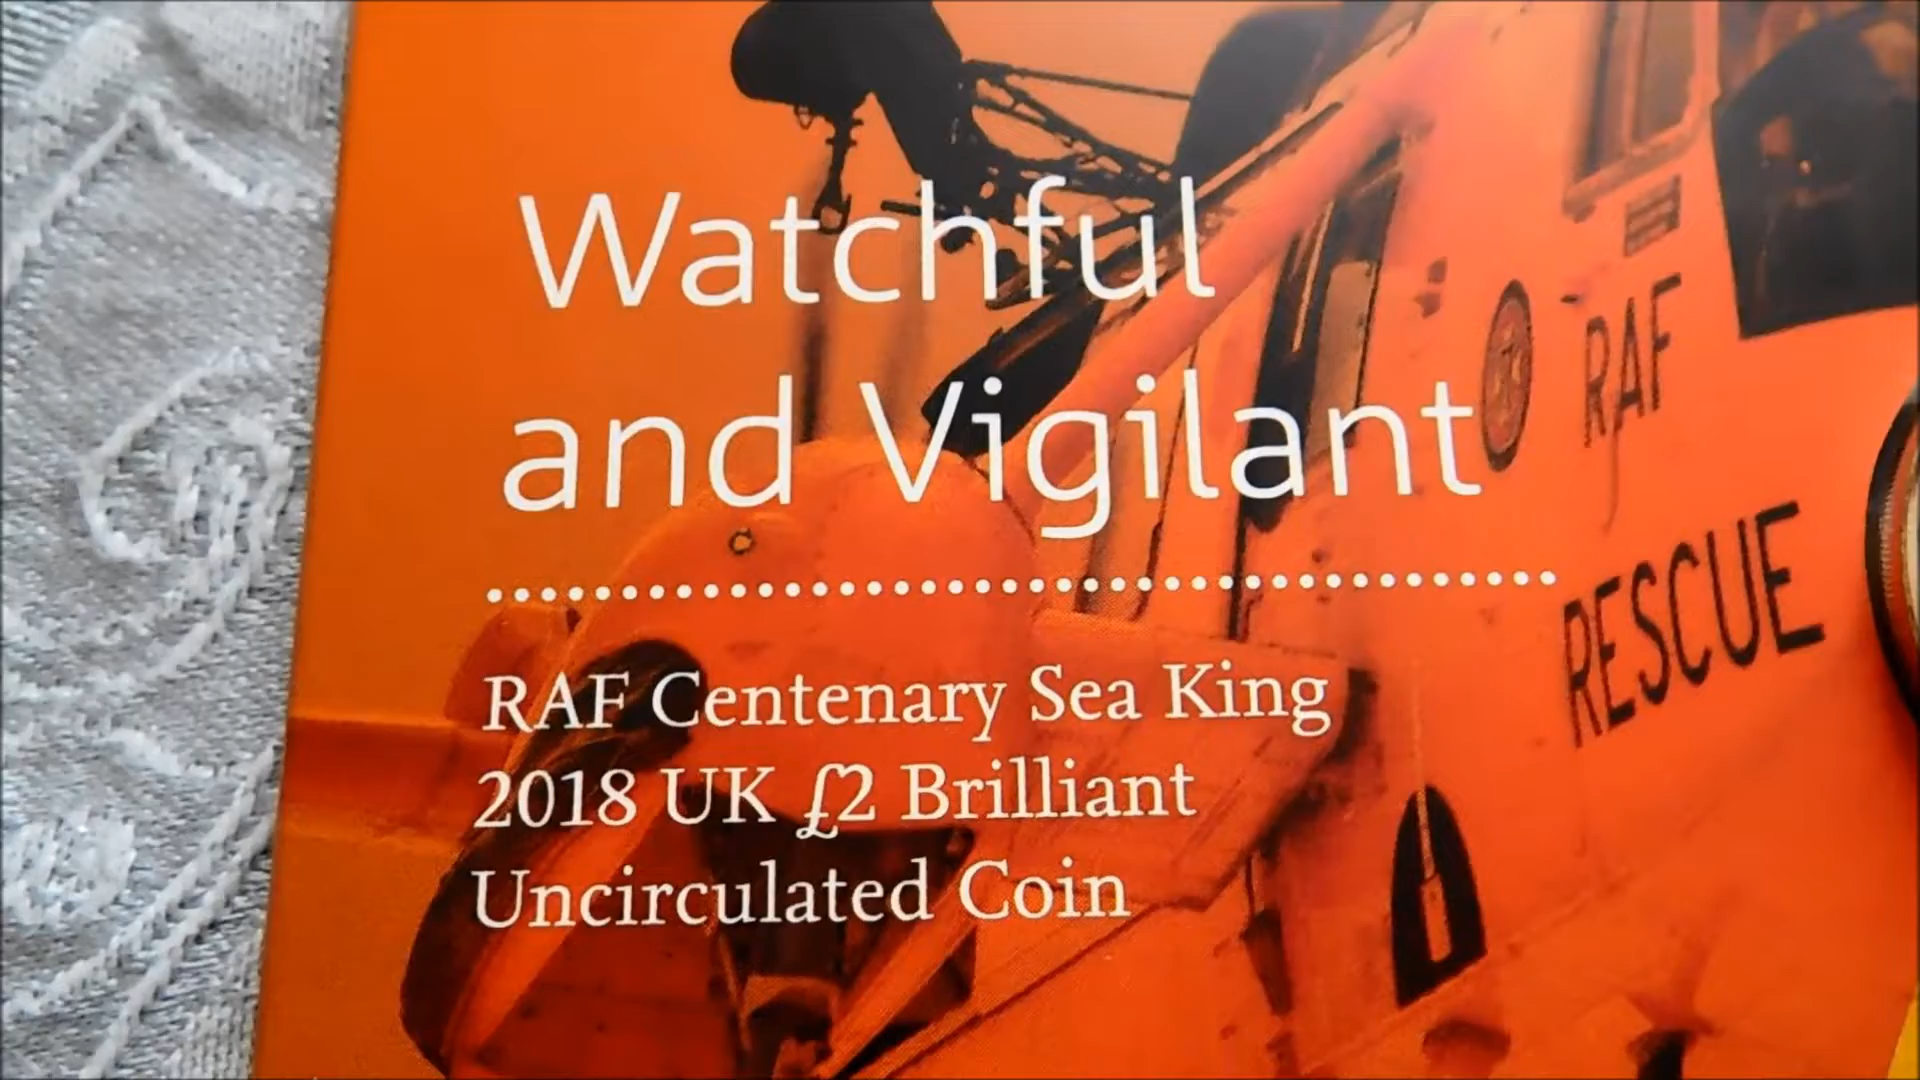 Watchful
and Vigilant
RAF
RESCUE
RAF Centenary Sea King
2018 UK £2 Brilliant
Uncirculated Coin